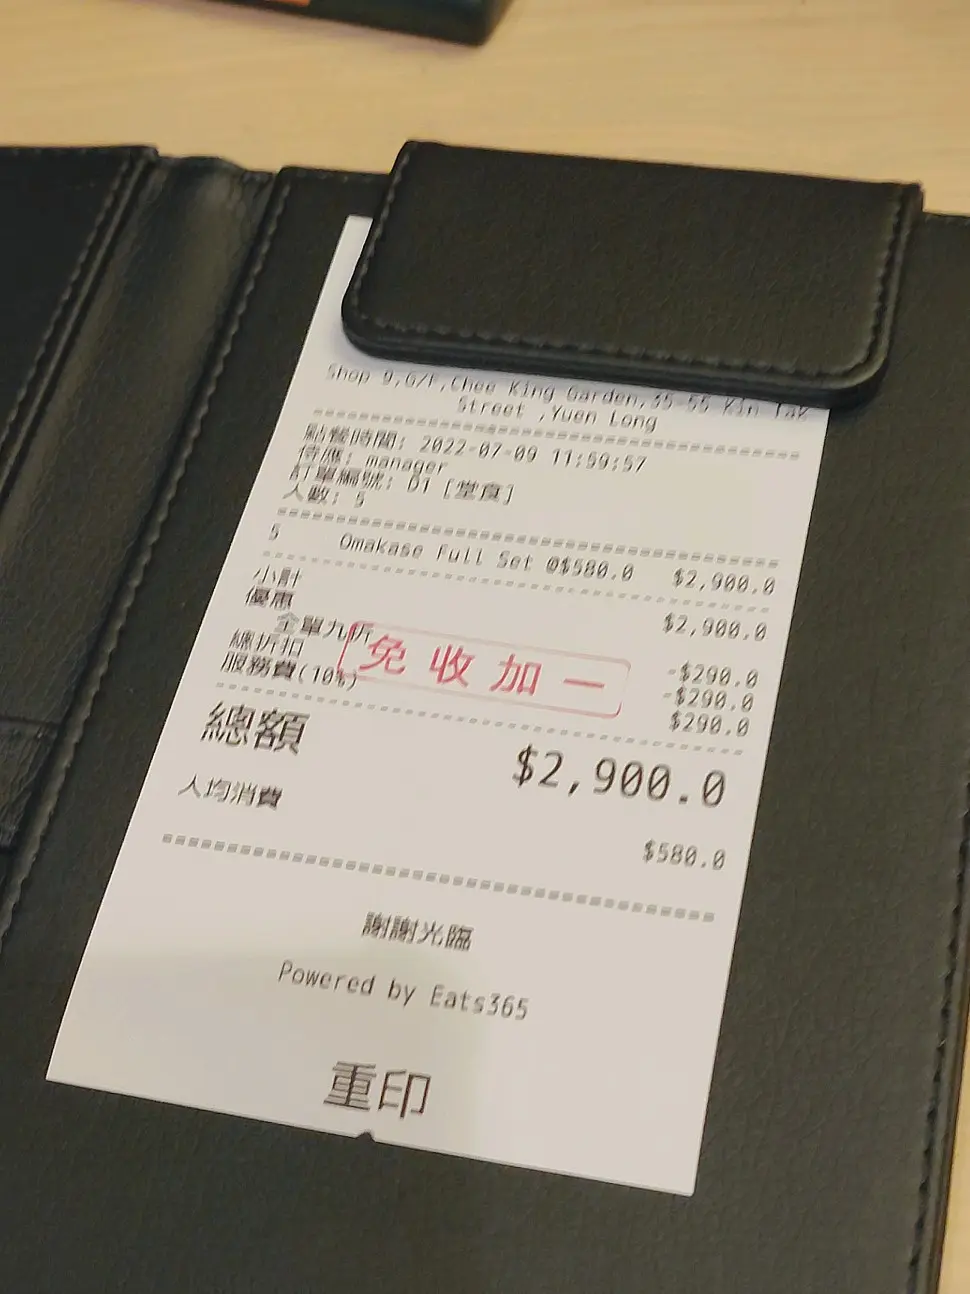 Shop 9,G/F,Chee King Garden,35-55 Kin Tak
Street ,Yuen Long
點餐時間: 2022-07-09 11:59:57
侍應: manager
訂單編號: D1 [堂食]
人數: 5
5 Omakase Full Set @$580.0 $2,900.0
小計 $2,900.0
優惠
全單九折 -$290.0
總折扣 -$290.0
服務費(10%) $290.0
免收加一
總額 $2,900.0
人均消費 $580.0
謝謝光臨
Powered by Eats365
重印